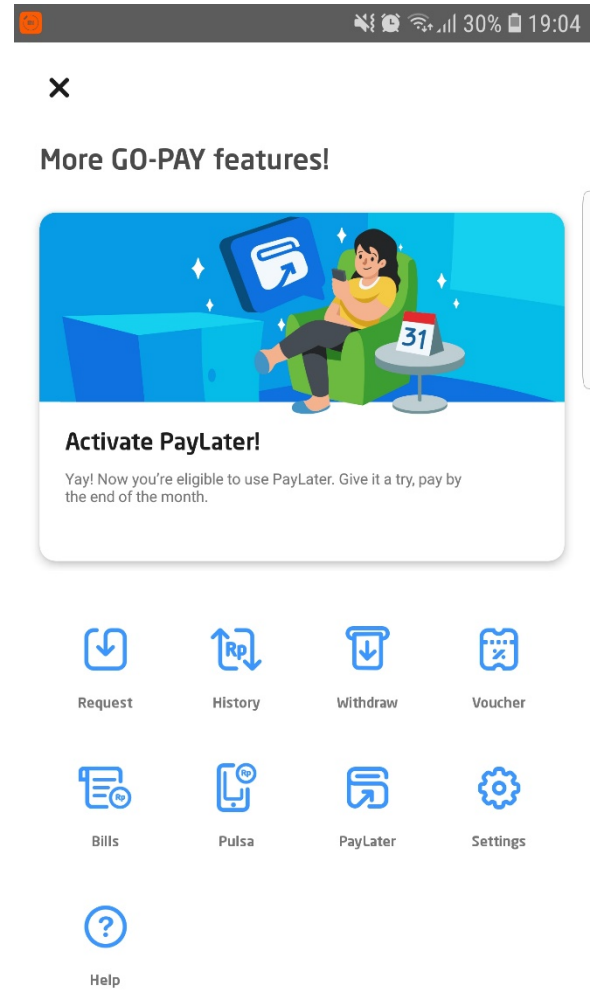 30% 19:04
More GO-PAY features!
31
Activate PayLater!
Yay! Now you're eligible to use PayLater. Give it a try, pay by
the end of the month.
Rp
Request History Withdraw Voucher
Rp Rp
Bills Pulsa PayLater Settings
Help